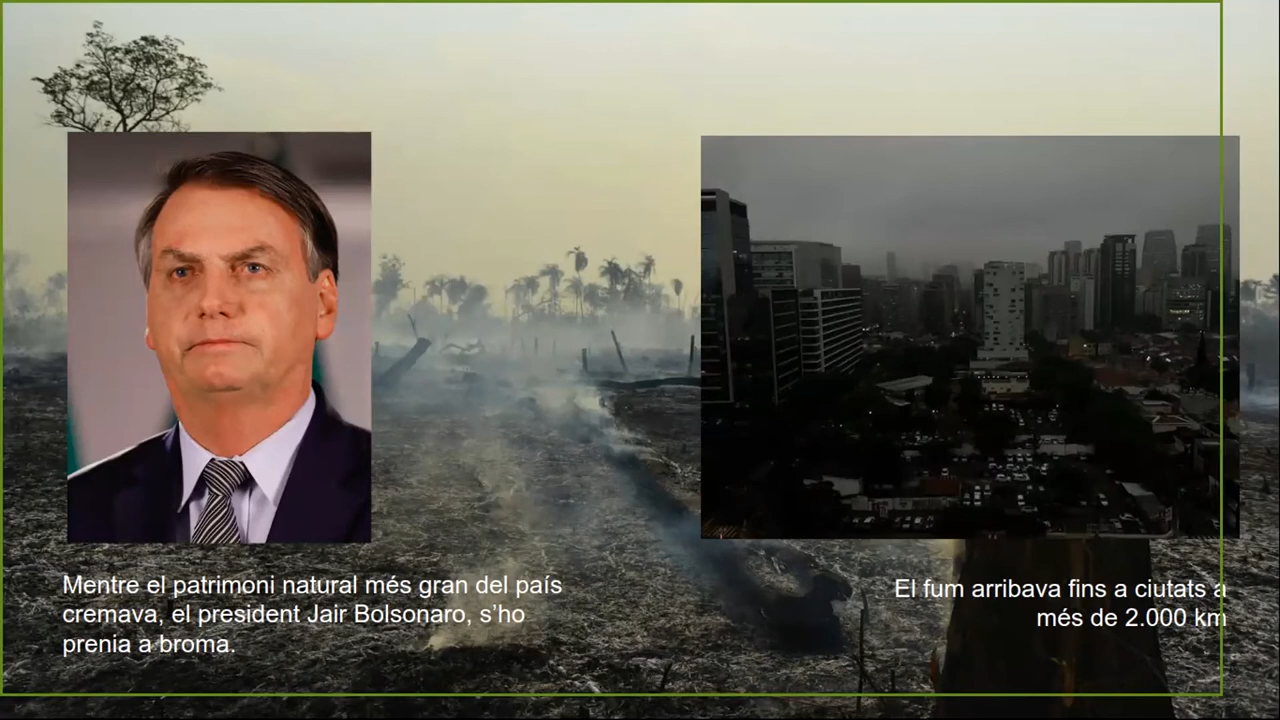 Mentre el patrimoni natural més gran del país
cremava, el president Jair Bolsonaro, s'ho
prenia a broma.
El fum arribava fins a ciutats a
més de 2.000 km